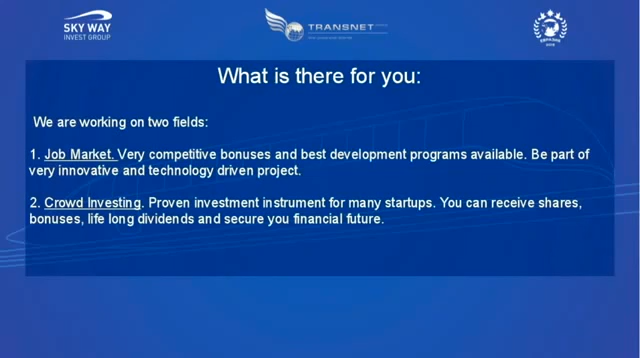 SKY WAY
INVEST GROUP
TRANSNET
What is there for you:
We are working on two fields:
1. Job Market. Very competitive bonuses and best development programs available. Be part of
very innovative and technology driven project.
2. Crowd Investing. Proven investment instrument for many startups. You can receive shares,
bonuses, life long dividends and secure you financial future.